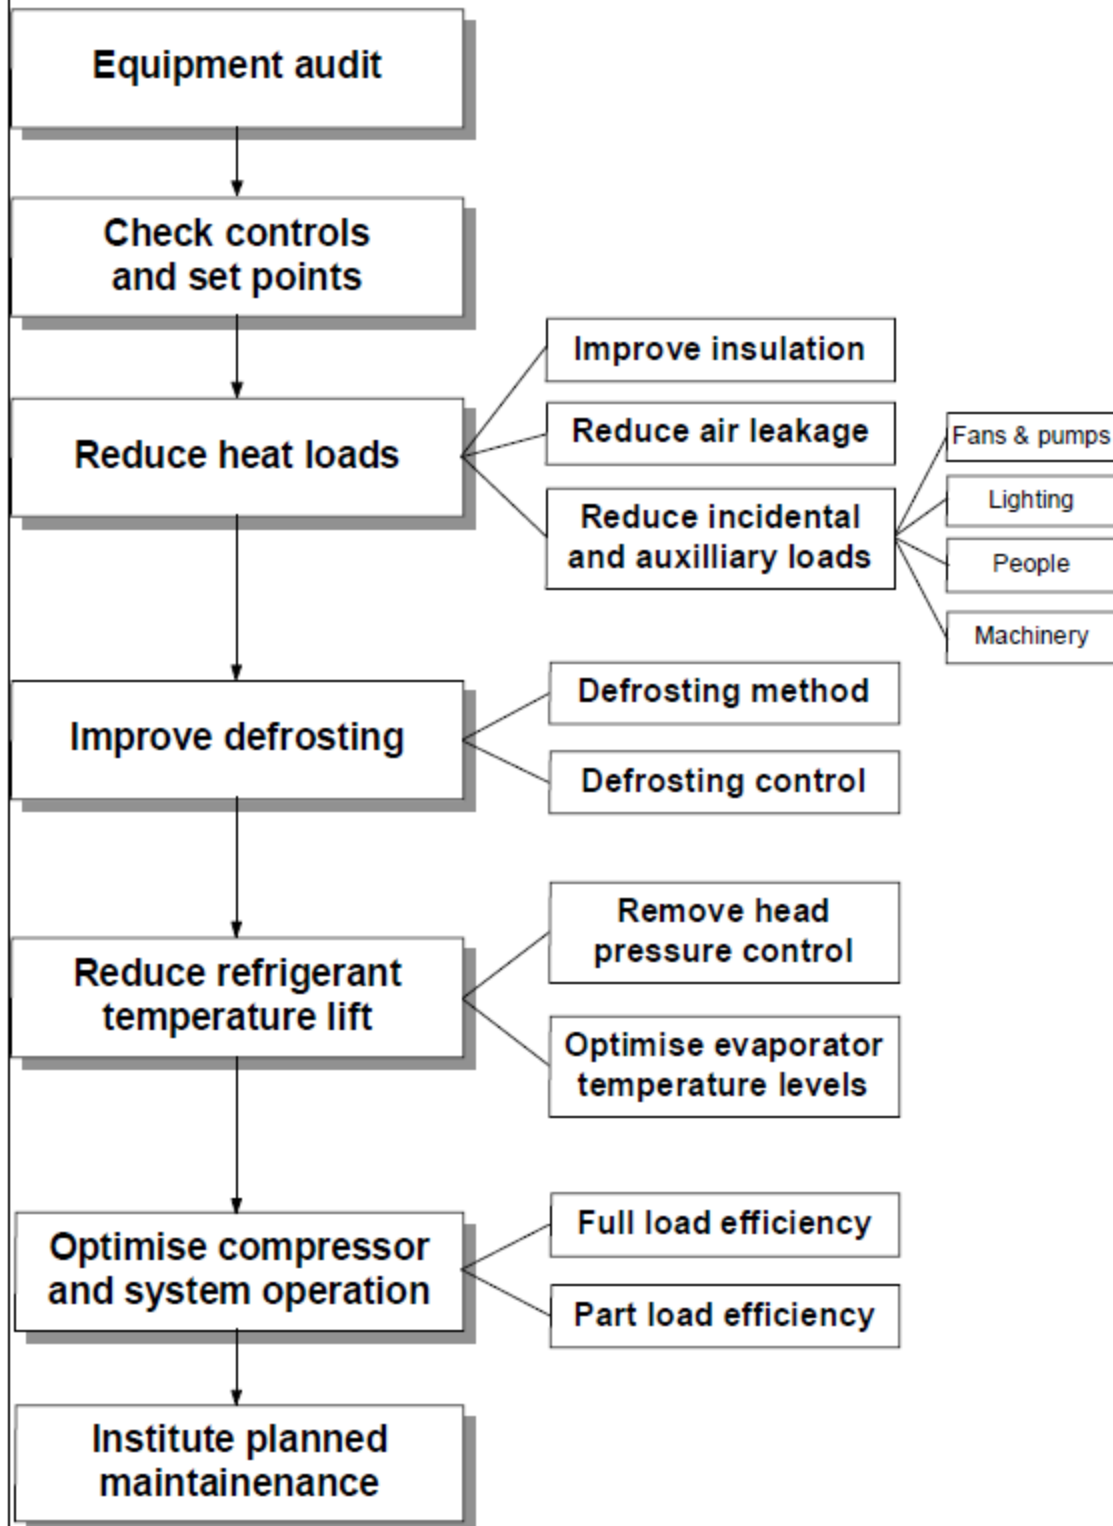 Equipment audit
Check controls
and set points
Reduce heat loads
Improve insulation
Reduce air leakage
Reduce incidental
and auxilliary loads
Fans & pumps
Lighting
People
Machinery
Improve defrosting
Defrosting method
Defrosting control
Reduce refrigerant
temperature lift
Remove head
pressure control
Optimise evaporator
temperature levels
Optimise compressor
and system operation
Full load efficiency
Part load efficiency
Institute planned
maintainenance